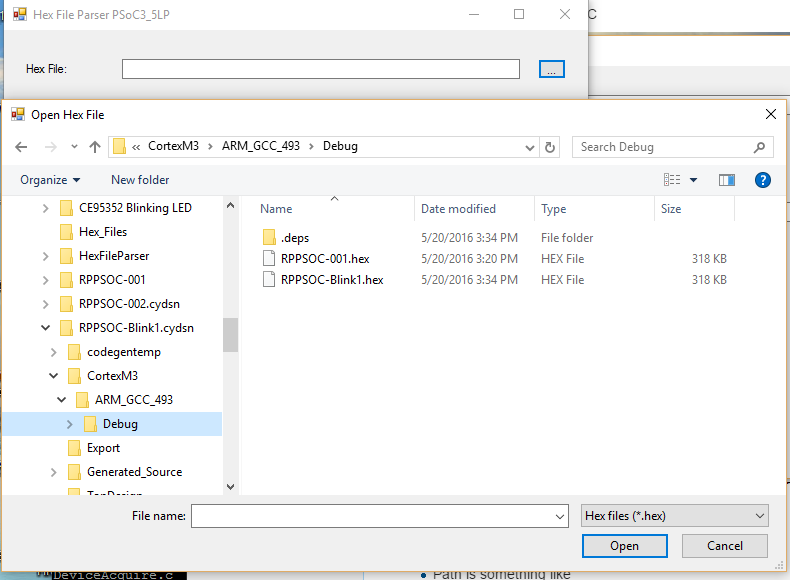 Hex File Parser PSoC3_5LP
C
Hex File:
...
Open Hex File
« CortexM3 > ARM_GCC_493 > Debug
Search Debug
Organize
New folder
?
Name
Date modified
Type
Size
CE95352 Blinking LED
Hex_Files
HexFileParser
RPPSOC-001
RPPSOC-002.cydsn
RPPSOC-Blink1.cydsn
codegentemp
CortexM3
ARM_GCC_493
Debug
Export
Generated_Source
TopDesign
.deps 5/20/2016 3:34 PM File folder
RPPSOC-001.hex 5/20/2016 3:20 PM HEX File 318 KB
RPPSOC-Blink1.hex 5/20/2016 3:34 PM HEX File 318 KB
File name:
Hex files (*.hex)
Open
Cancel
DeviceAcquire.c
• Path is something like